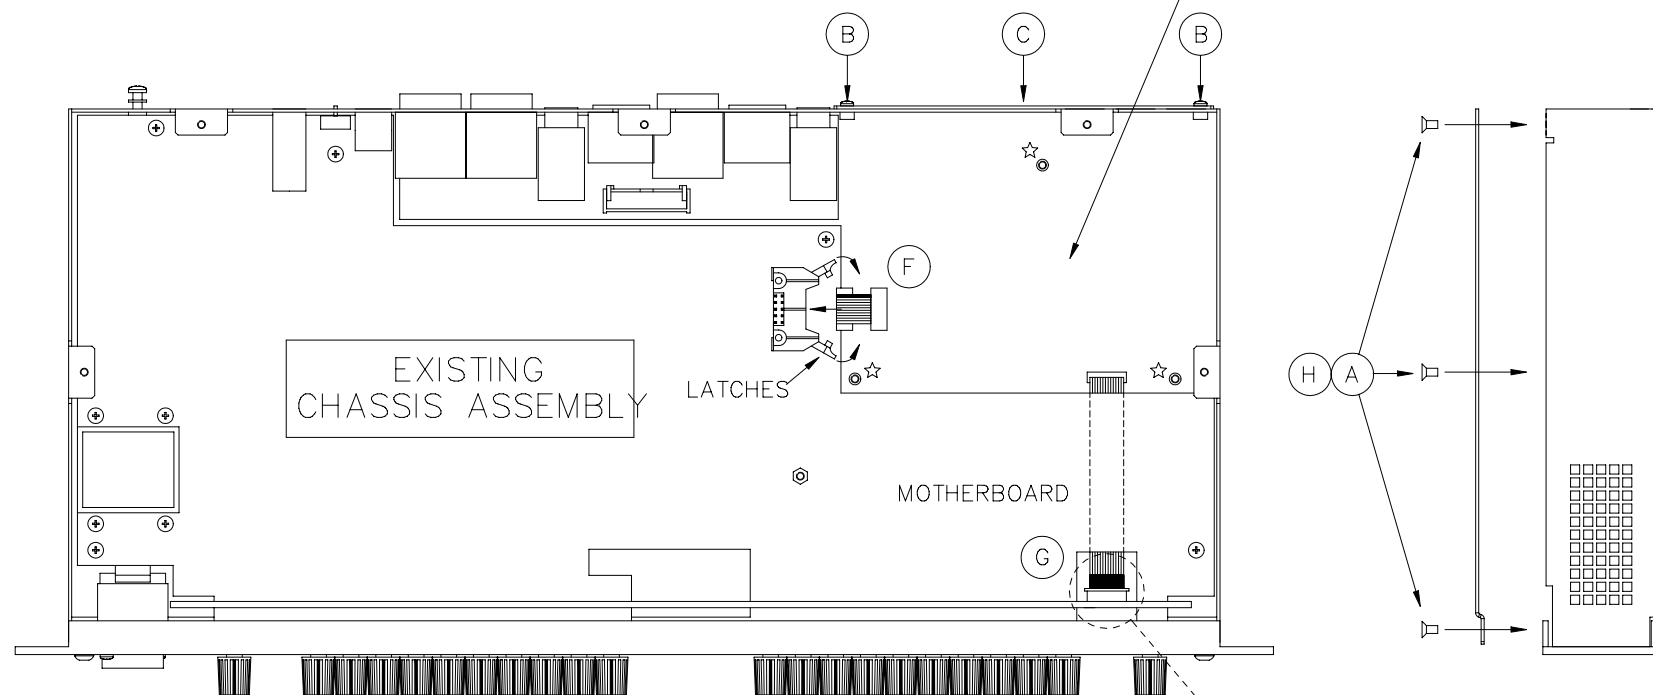 B
C
B
F
EXISTING
CHASSIS ASSEMBLY
LATCHES
H
A
MOTHERBOARD
G